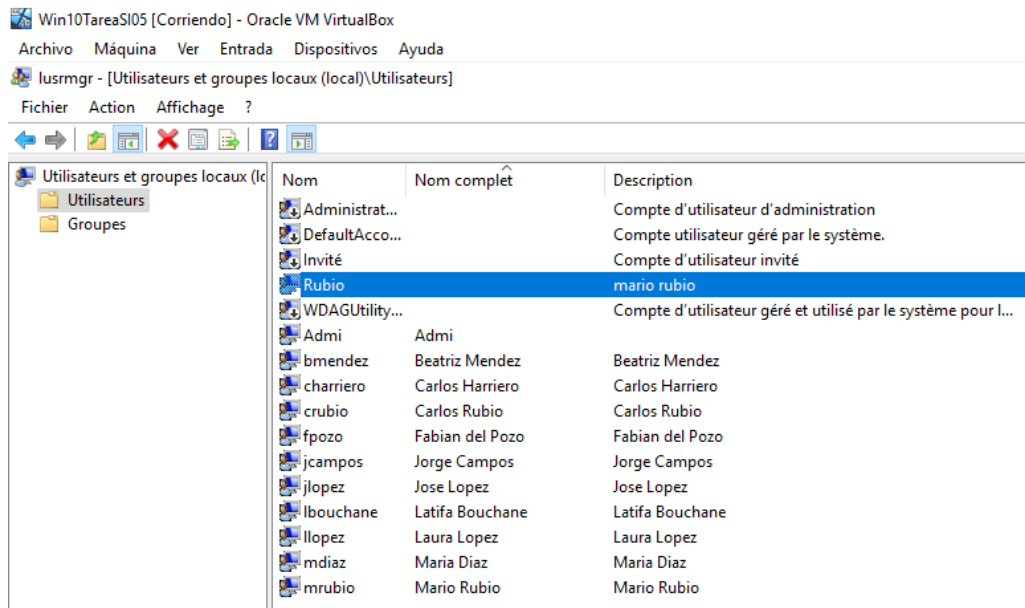 Win10TareaSI05 [Corriendo] - Oracle VM VirtualBox
Archivo Máquina Ver Entrada Dispositivos Ayuda
lusrmgr - [Utilisateurs et groupes locaux (local)\Utilisateurs]
Fichier Action Affichage ?
Utilisateurs et groupes locaux (lc
Utilisateurs
Groupes
Nom Nom complet Description
Administrat... Compte d'utilisateur d'administration
DefaultAcco... Compte utilisateur géré par le système.
Invité Compte d'utilisateur invité
Rubio mario rubio
WDAGUtility... Compte d'utilisateur géré et utilisé par le système pour l...
Admi Admi
bmendez Beatriz Mendez Beatriz Mendez
charriero Carlos Harriero Carlos Harriero
crubio Carlos Rubio Carlos Rubio
fpozo Fabian del Pozo Fabian del Pozo
jcampos Jorge Campos Jorge Campos
jlopez Jose Lopez Jose Lopez
lbouchane Latifa Bouchane Latifa Bouchane
llopez Laura Lopez Laura Lopez
mdiaz Maria Diaz Maria Diaz
mrubio Mario Rubio Mario Rubio